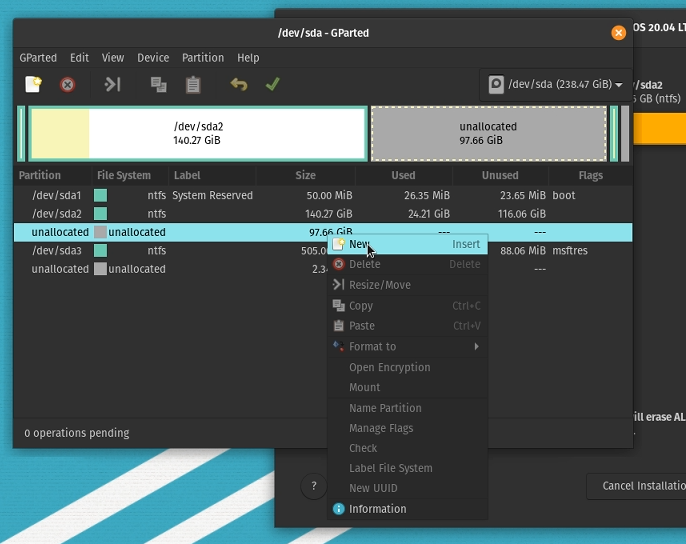 /dev/sda - GParted
OS 20.04 LT
GParted Edit View Device Partition Help
/dev/sda (238.47 GiB)
/sda2
GB (ntfs)
/dev/sda2
140.27 GiB
unallocated
97.66 GiB
Partition File System Label Size Used Unused Flags
/dev/sda1 ntfs System Reserved 50.00 MiB 26.35 MiB 23.65 MiB boot
/dev/sda2 ntfs 140.27 GiB 24.21 GiB 116.06 GiB
unallocated unallocated 97.66 GiB --- ---
/dev/sda3 ntfs 505.0 88.06 MiB msftres
unallocated unallocated 2.3 ---
New Insert
Delete Delete
Resize/Move
Copy Ctrl+C
Paste Ctrl+V
Format to
Open Encryption
Mount
Name Partition
Manage Flags
Check
Label File System
New UUID
Information
0 operations pending
ill erase AL
?
Cancel Installatio